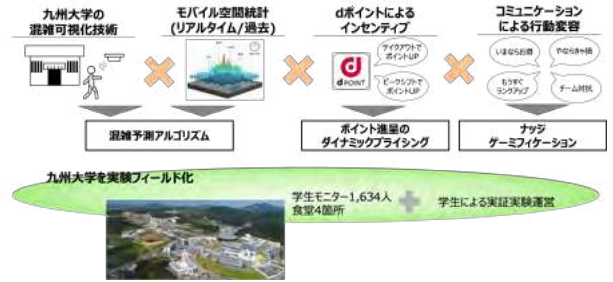 九州大学の
混雑可視化技術
モバイル空間統計
(リアルタイム/過去)
dポイントによる
インセンティブ
コミュニケーション
による行動変容
d POINT
テイクアウトで
ポイントUP
ピークシフトで
ポイントUP
いまならお得
やならきゃ損
もうすぐ
ランクアップ
チーム対抗
混雑予測アルゴリズム
ポイント進呈の
ダイナミックプライシング
ナッジ
ゲーミフィケーション
九州大学を実験フィールド化
学生モニター1,634人
食堂4箇所
学生による実証実験運営